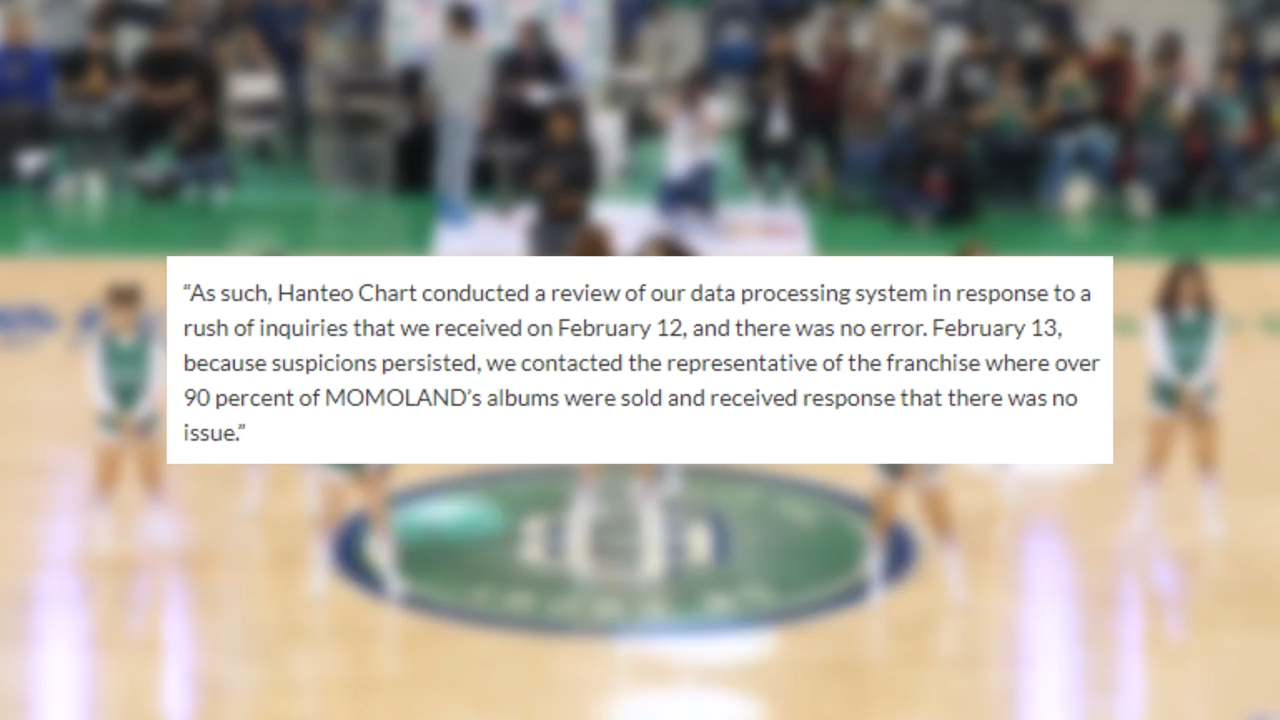 “As such, Hanteo Chart conducted a review of our data processing system in response to a
rush of inquiries that we received on February 12, and there was no error. February 13,
because suspicions persisted, we contacted the representative of the franchise where over
90 percent of MOMOLAND’s albums were sold and received response that there was no
issue.”